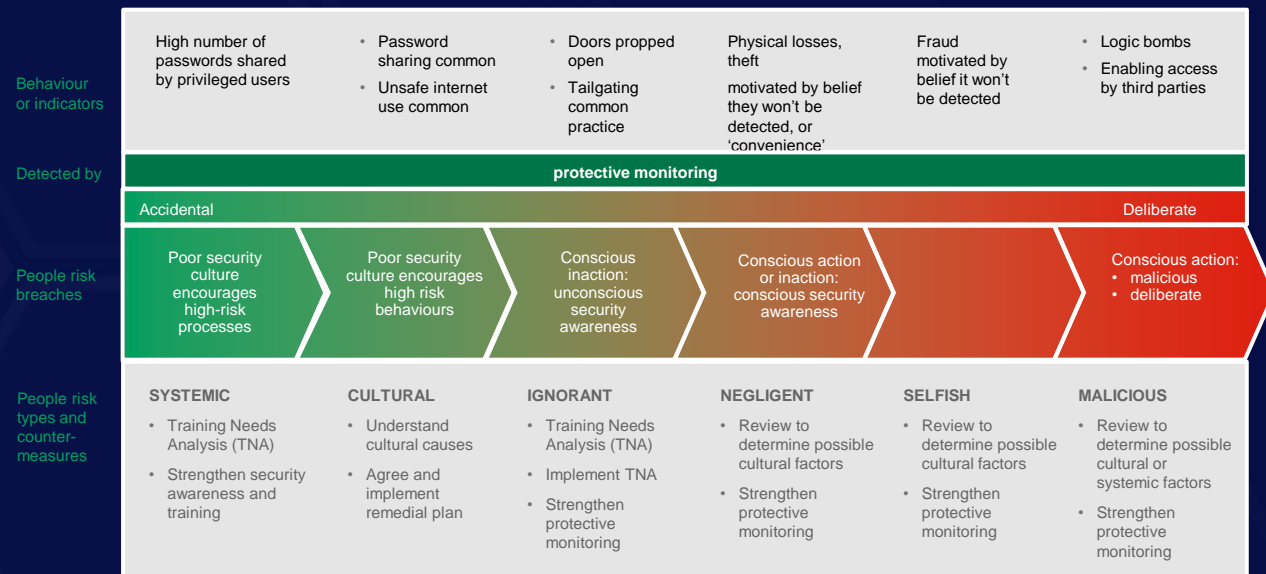 Behaviour
or indicators
High number of
passwords shared
by privileged users
• Password
sharing common
• Unsafe internet
use common
• Doors propped
open
• Tailgating
common
practice
Physical losses,
theft
motivated by belief
they won't be
detected, or
'convenience'
Fraud
motivated by
belief it won't
be detected
• Logic bombs
• Enabling access
by third parties
Detected by
protective monitoring
Accidental
Deliberate
People risk
breaches
Poor security
culture
encourages
high-risk
processes
Poor security
culture encourages
high risk
behaviours
Conscious
inaction:
unconscious
security
awareness
Conscious action
or inaction:
conscious security
awareness
Conscious action:
• malicious
• deliberate
People risk
types and
counter-
measures
SYSTEMIC
• Training Needs
Analysis (TNA)
• Strengthen security
awareness and
training
CULTURAL
• Understand
cultural causes
• Agree and
implement
remedial plan
IGNORANT
• Training Needs
Analysis (TNA)
• Implement TNA
• Strengthen
protective
monitoring
NEGLIGENT
• Review to
determine possible
cultural factors
• Strengthen
protective
monitoring
SELFISH
• Review to
determine possible
cultural factors
• Strengthen
protective
monitoring
MALICIOUS
• Review to
determine possible
cultural or
systemic factors
• Strengthen
protective
monitoring